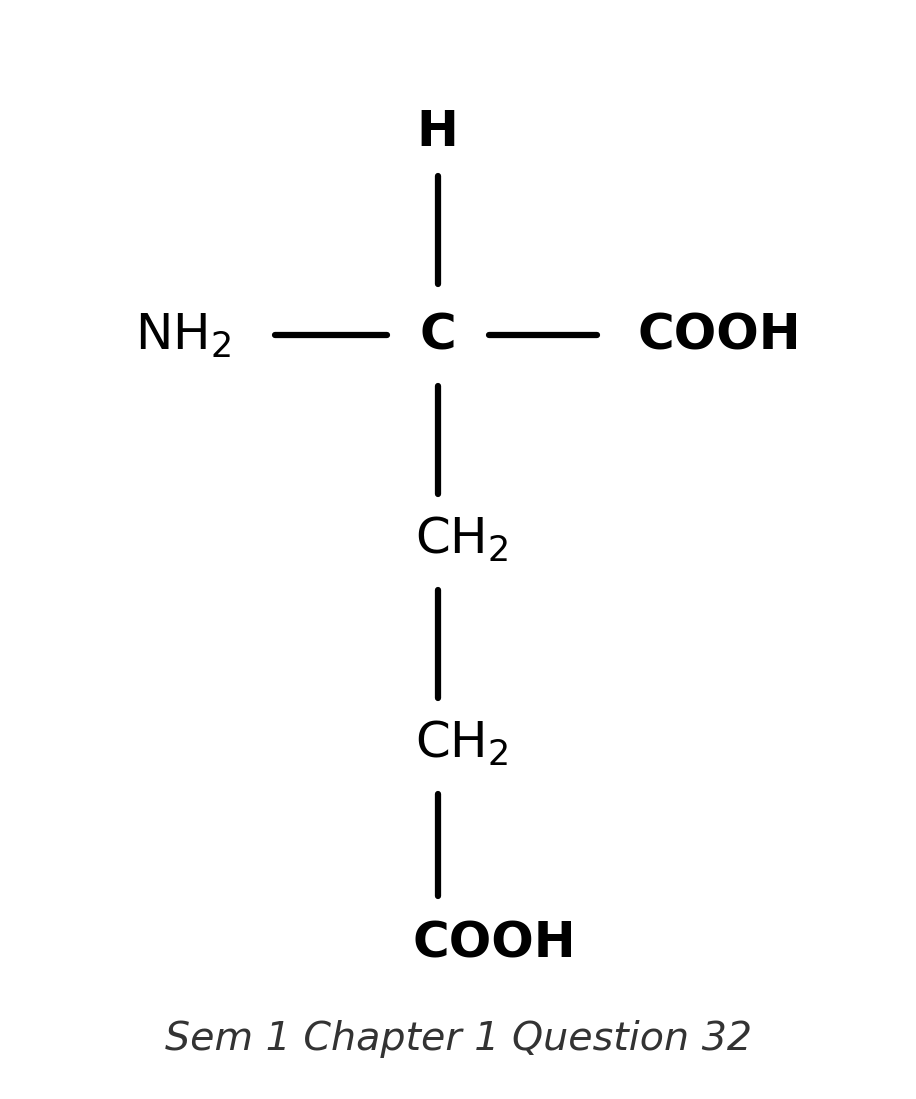 H
NH₂ C COOH
CH₂
CH₂
COOH
Sem 1 Chapter 1 Question 32